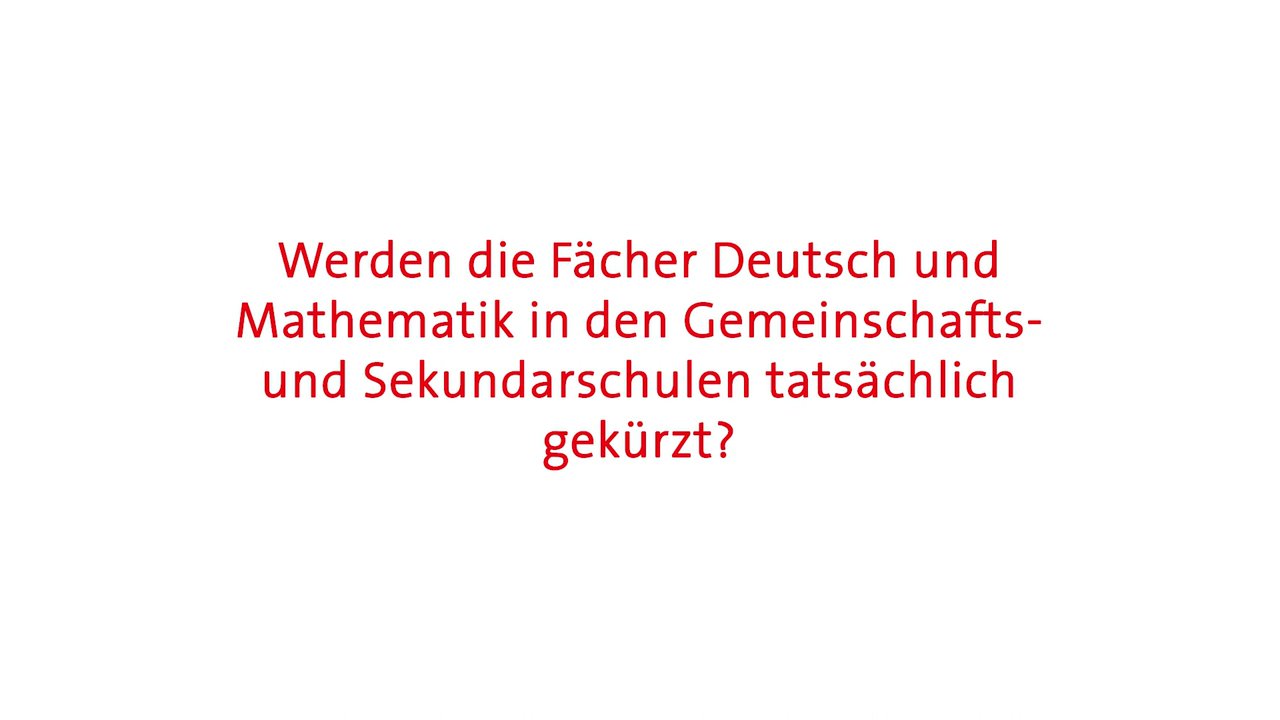 Werden die Fächer Deutsch und
Mathematik in den Gemeinschafts-
und Sekundarschulen tatsächlich
gekürzt?